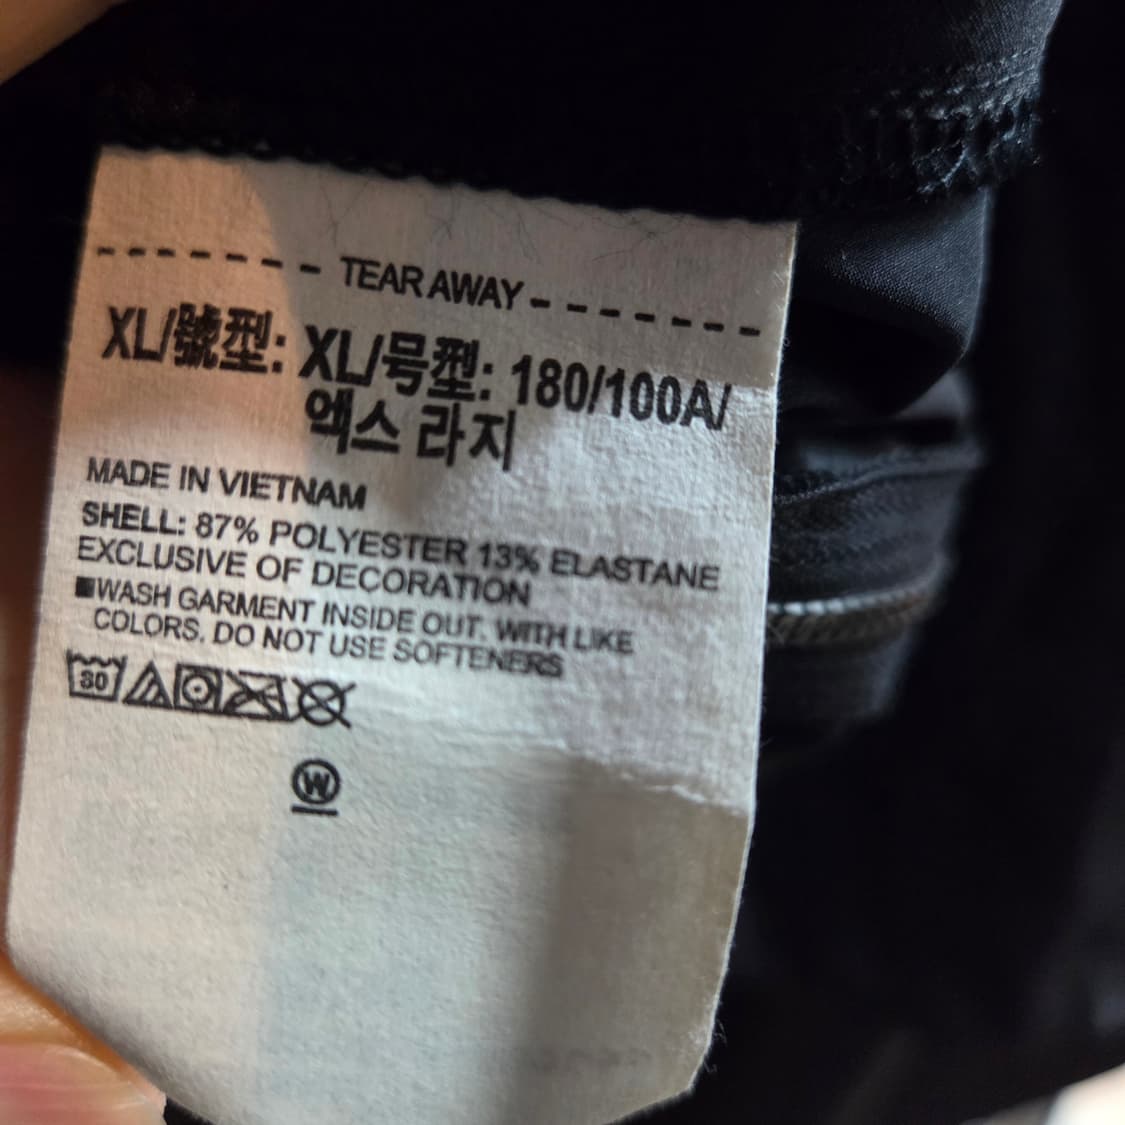 TEAR AWAY
XL/號型: XL/号型: 180/100A/
엑스 라지
MADE IN VIETNAM
SHELL: 87% POLYESTER 13% ELASTANE
EXCLUSIVE OF DECORATION
■WASH GARMENT INSIDE OUT. WITH LIKE
COLORS. DO NOT USE SOFTENERS
30
W